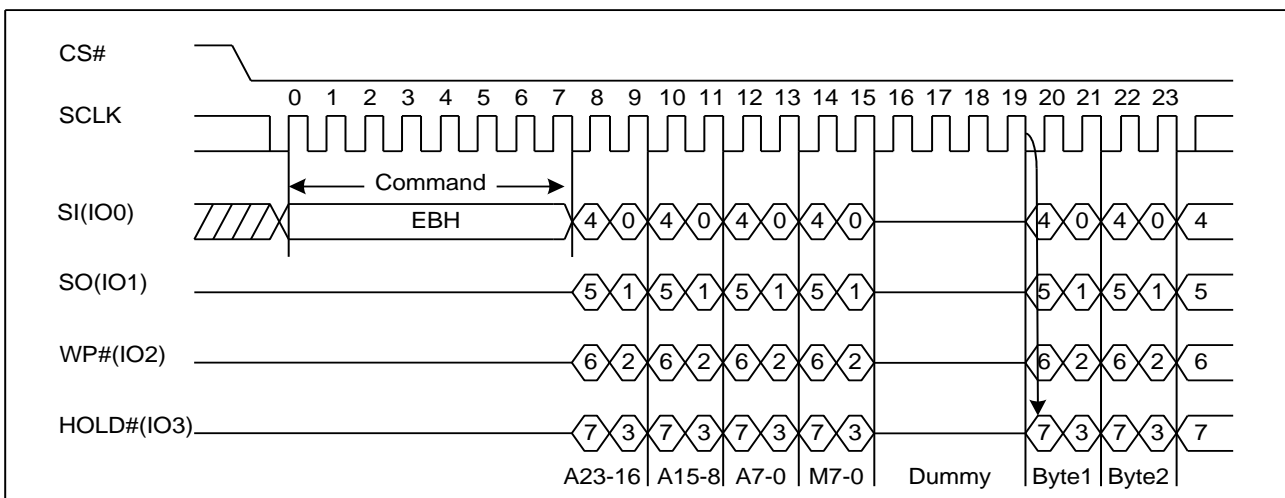 CS#
0 1 2 3 4 5 6 7 8 9 10 11 12 13 14 15 16 17 18 19 20 21 22 23
SCLK
Command
SI(IO0) EBH 4 0 4 0 4 0 4 0 4 0 4 0 4
SO(IO1) 5 1 5 1 5 1 5 1 5 1 5 1 5
WP#(IO2) 6 2 6 2 6 2 6 2 6 2 6 2 6
HOLD#(IO3) 7 3 7 3 7 3 7 3 7 3 7 3 7
A23-16 A15-8 A7-0 M7-0 Dummy Byte1 Byte2